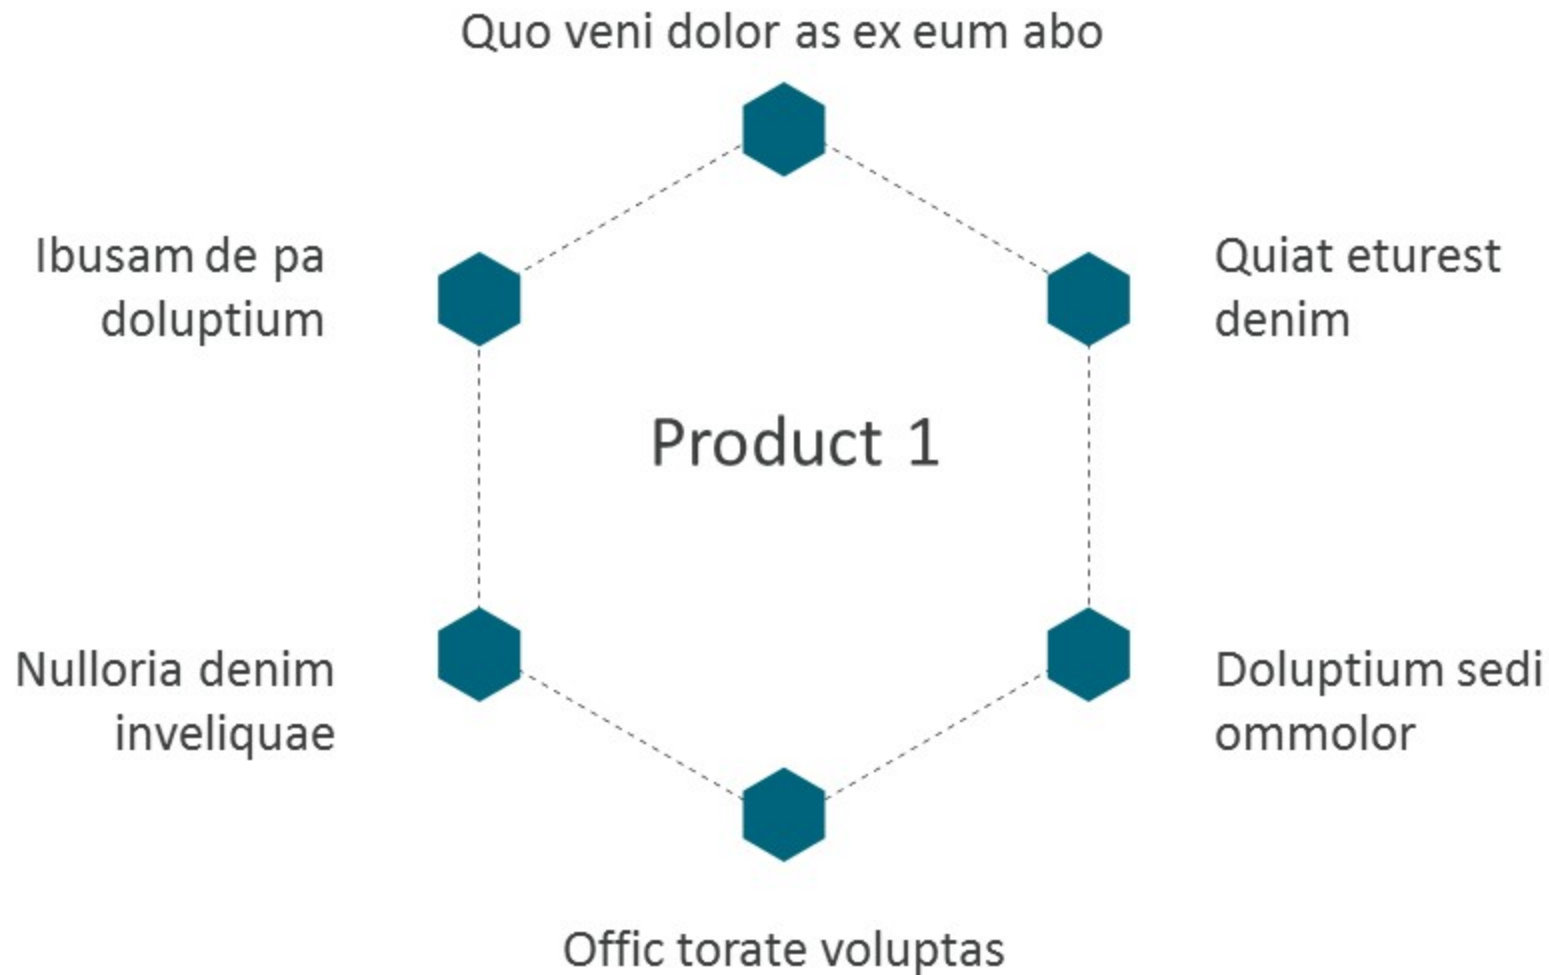 Quo veni dolor as ex eum abo
Ibusam de pa
doluptium
Quiat eturest
denim
Product 1
Nulloria denim
inveliquae
Doluptium sedi
ommolor
Offic torate voluptas